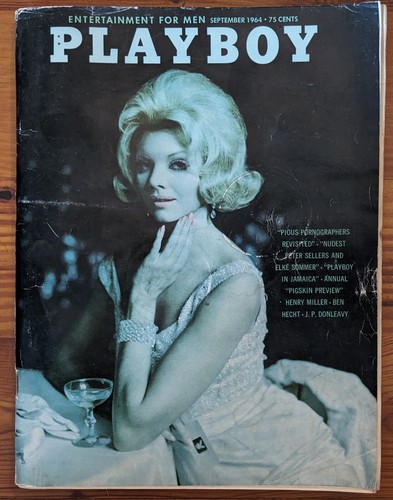 ENTERTAINMENT FOR MEN SEPTEMBER 1964 • 75 CENTS
PLAYBOY
"PIOUS PORNOGRAPHERS
REVISITED" • "NUDEST
PETER SELLERS AND
ELKE SOMMER" • "PLAYBOY
IN JAMAICA" • ANNUAL
"PIGSKIN PREVIEW"
HENRY MILLER • BEN
HECHT • J. P. DONLEAVY